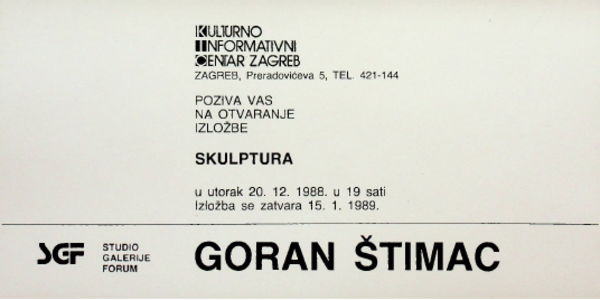 KULTURNO
INFORMATIVNI
CENTAR ZAGREB
ZAGREB, Preradovićeva 5, TEL. 421-144
POZIVA VAS
NA OTVARANJE
IZLOŽBE
SKULPTURA
u utorak 20. 12. 1988. u 19 sati
Izložba se zatvara 15. 1. 1989.
SGF
STUDIO
GALERIJE
FORUM
GORAN ŠTIMAC